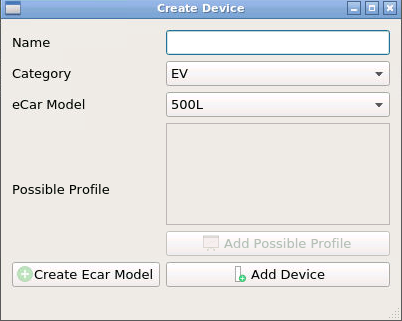 Create Device
Name
Category EV
eCar Model 500L
Possible Profile
Add Possible Profile
Create Ecar Model Add Device